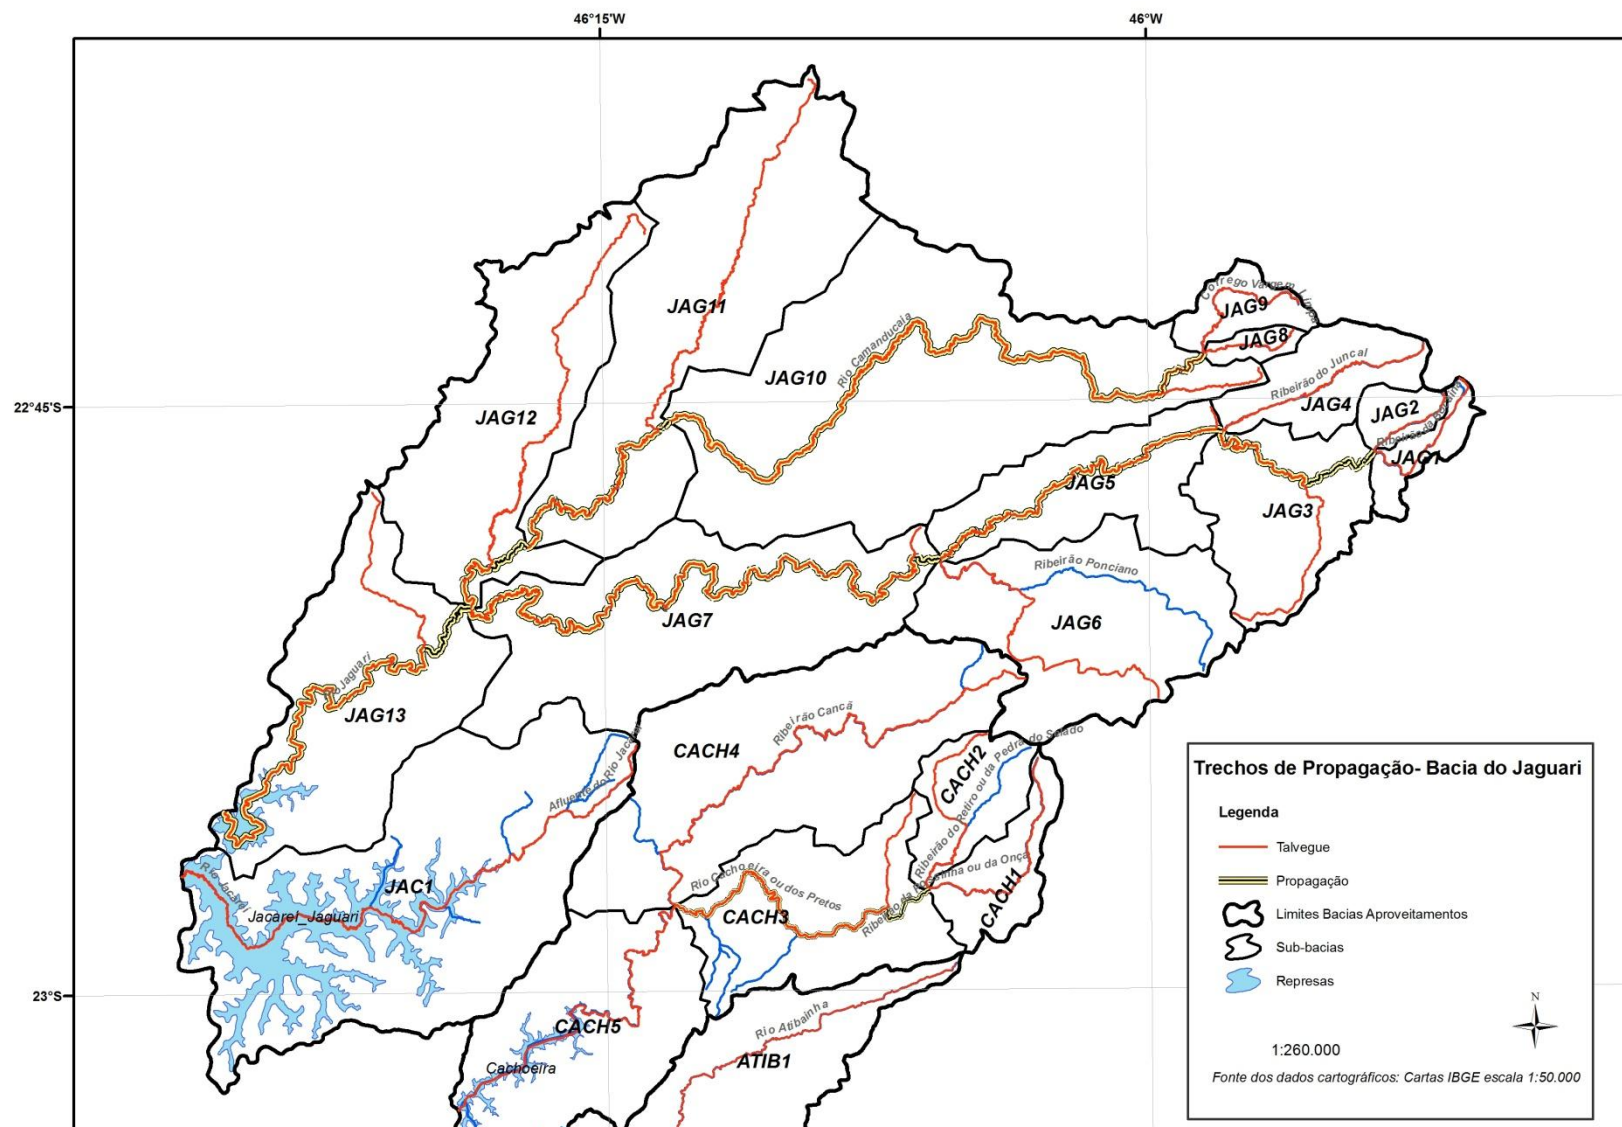 46°15'W
46°W
Córrego Vargem Limpa
JAG9
JAG11
JAG8
Rio Camanducaia
Ribeirão do Juncal
JAG10
22°45'S
JAG12
JAG4
JAG2
JAG1
JAG5
JAG3
Ribeirão Ponciano
JAG7
JAG6
Rio Jaguari
JAG13
Ribeirão Cancã
CACH4
CACH2
Ribeirão do Retiro ou da Pedra do Selado
Afluente do Rio Jacareí
Rio Jacareí
JAC1
Rio Cachoeira ou dos Pretos
CACH1
Jacareí_Jaguari
CACH3
23°S
CACH5
Rio Atibainha
Cachoeira
ATIB1
Trechos de Propagação- Bacia do Jaguari
Legenda
Talvegue
Propagação
Limites Bacias Aproveitamentos
Sub-bacias
Represas
N
1:260.000
Fonte dos dados cartográficos: Cartas IBGE escala 1:50.000